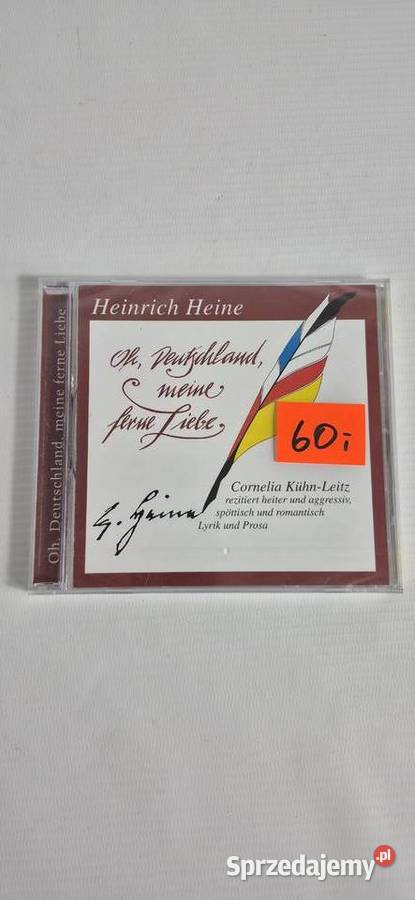 Oh, Deutschland, meine ferne Liebe
Heinrich Heine
Oh, Deutschland,
meine
ferne Liebe
60,-
Cornelia Kühn-Leitz
rezitiert heiter und aggressiv,
spöttisch und romantisch
Lyrik und Prosa
H. Heine
Sprzedajemy.pl